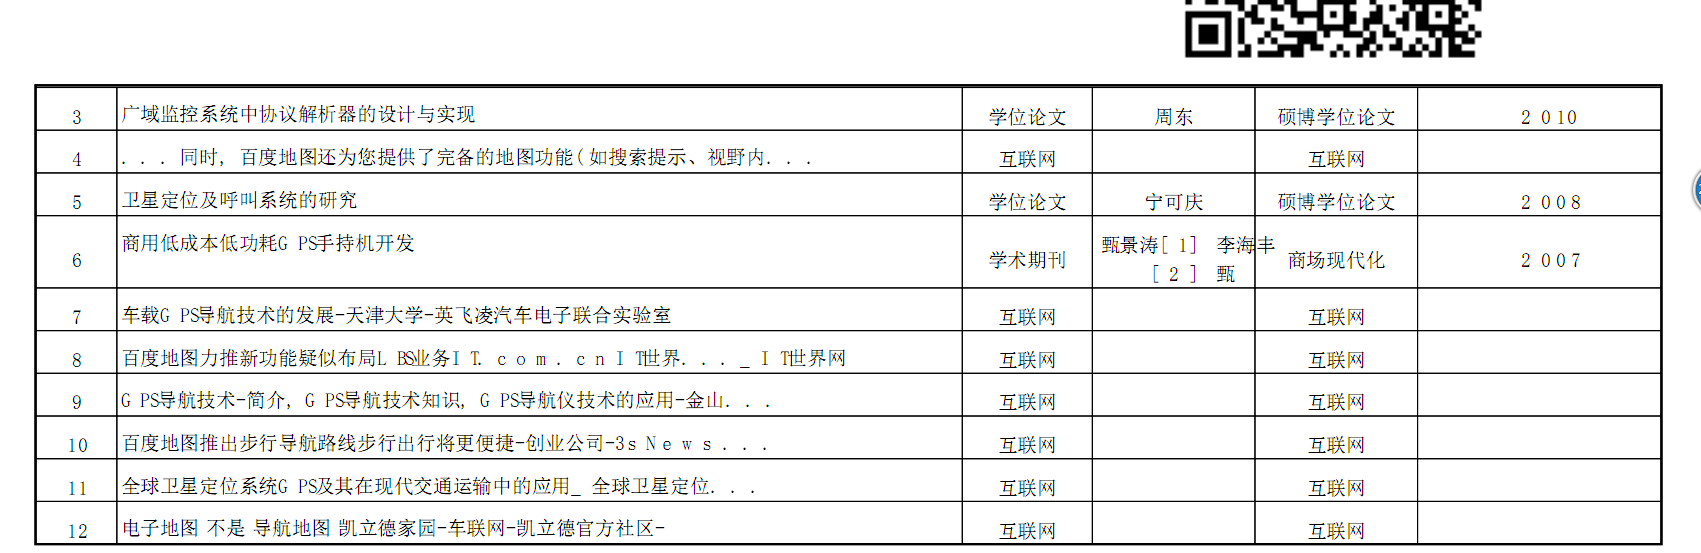 3 广域监控系统中协议解析器的设计与实现 学位论文 周东 硕博学位论文 2010
4 ...同时,百度地图还为您提供了完备的地图功能(如搜索提示、视野内... 互联网 互联网
5 卫星定位及呼叫系统的研究 学位论文 宁可庆 硕博学位论文 2008
6 商用低成本低功耗GPS手持机开发 学术期刊 甄景涛[1] 李海丰 商场现代化 2007
[2] 甄
7 车载GPS导航技术的发展-天津大学-英飞凌汽车电子联合实验室 互联网 互联网
8 百度地图力推新功能疑似布局LBS业务IT.com.cnIT世界..._IT世界网 互联网 互联网
9 GPS导航技术-简介,GPS导航技术知识,GPS导航仪技术的应用-金山... 互联网 互联网
10 百度地图推出步行导航路线步行出行将更便捷-创业公司-3sNews... 互联网 互联网
11 全球卫星定位系统GPS及其在现代交通运输中的应用_全球卫星定位... 互联网 互联网
12 电子地图 不是 导航地图 凯立德家园-车联网-凯立德官方社区- 互联网 互联网